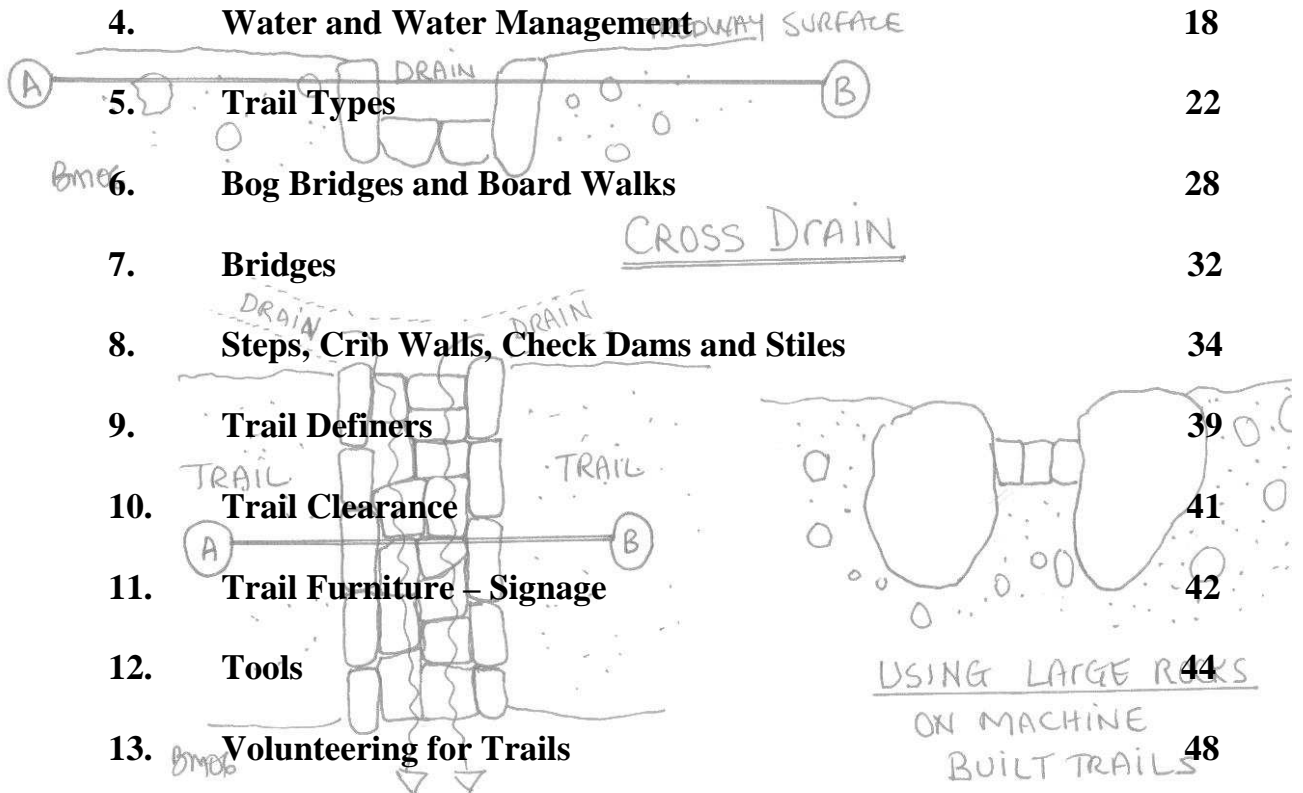 4. Water and Water Management 18
TREDWAY SURFACE
DRAIN
A B
5. Trail Types 22
BM06
6. Bog Bridges and Board Walks 28
CROSS DrAIN
7. Bridges 32
DRAIN DRAIN
8. Steps, Crib Walls, Check Dams and Stiles 34
9. Trail Definers 39
TRAIL TRAIL
10. Trail Clearance 41
A B
11. Trail Furniture – Signage 42
12. Tools 44
USING LArGE ROCKS
ON MACHINE
BUILT TRAILS
13. Volunteering for Trails 48
BM06